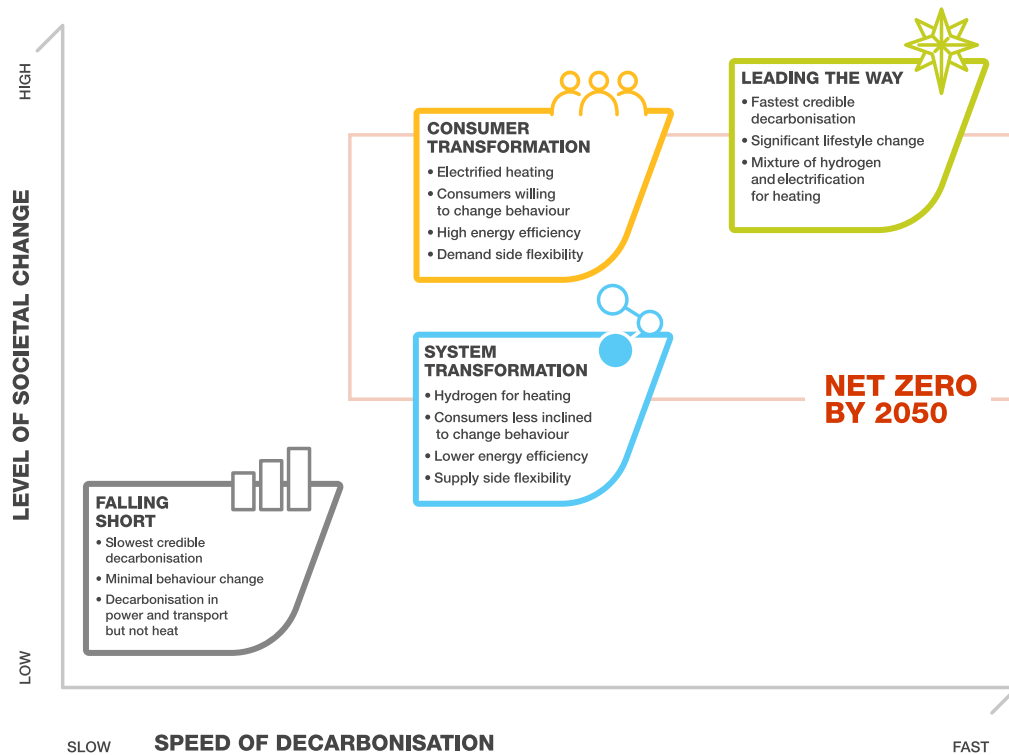 HIGH
LEVEL OF SOCIETAL CHANGE
LOW
LEADING THE WAY
• Fastest credible
decarbonisation
• Significant lifestyle change
• Mixture of hydrogen
and electrification
for heating
CONSUMER
TRANSFORMATION
• Electrified heating
• Consumers willing
to change behaviour
• High energy efficiency
• Demand side flexibility
SYSTEM
TRANSFORMATION
• Hydrogen for heating
• Consumers less inclined
to change behaviour
• Lower energy efficiency
• Supply side flexibility
NET ZERO
BY 2050
FALLING
SHORT
• Slowest credible
decarbonisation
• Minimal behaviour change
• Decarbonisation in
power and transport
but not heat
SLOW
SPEED OF DECARBONISATION
FAST